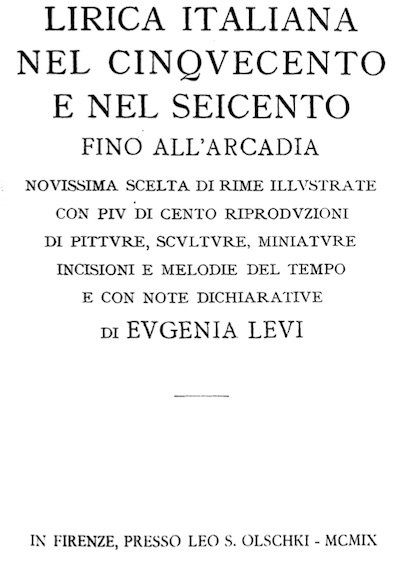 LIRICA ITALIANA
NEL CINQVECENTO
E NEL SEICENTO
FINO ALL'ARCADIA
NOVISSIMA SCELTA DI RIME ILLVSTRATE
CON PIV DI CENTO RIPRODVZIONI
DI PITTVRE, SCVLTVRE, MINIATVRE
INCISIONI E MELODIE DEL TEMPO
E CON NOTE DICHIARATIVE
DI EVGENIA LEVI
IN FIRENZE, PRESSO LEO S. OLSCHKI - MCMIX